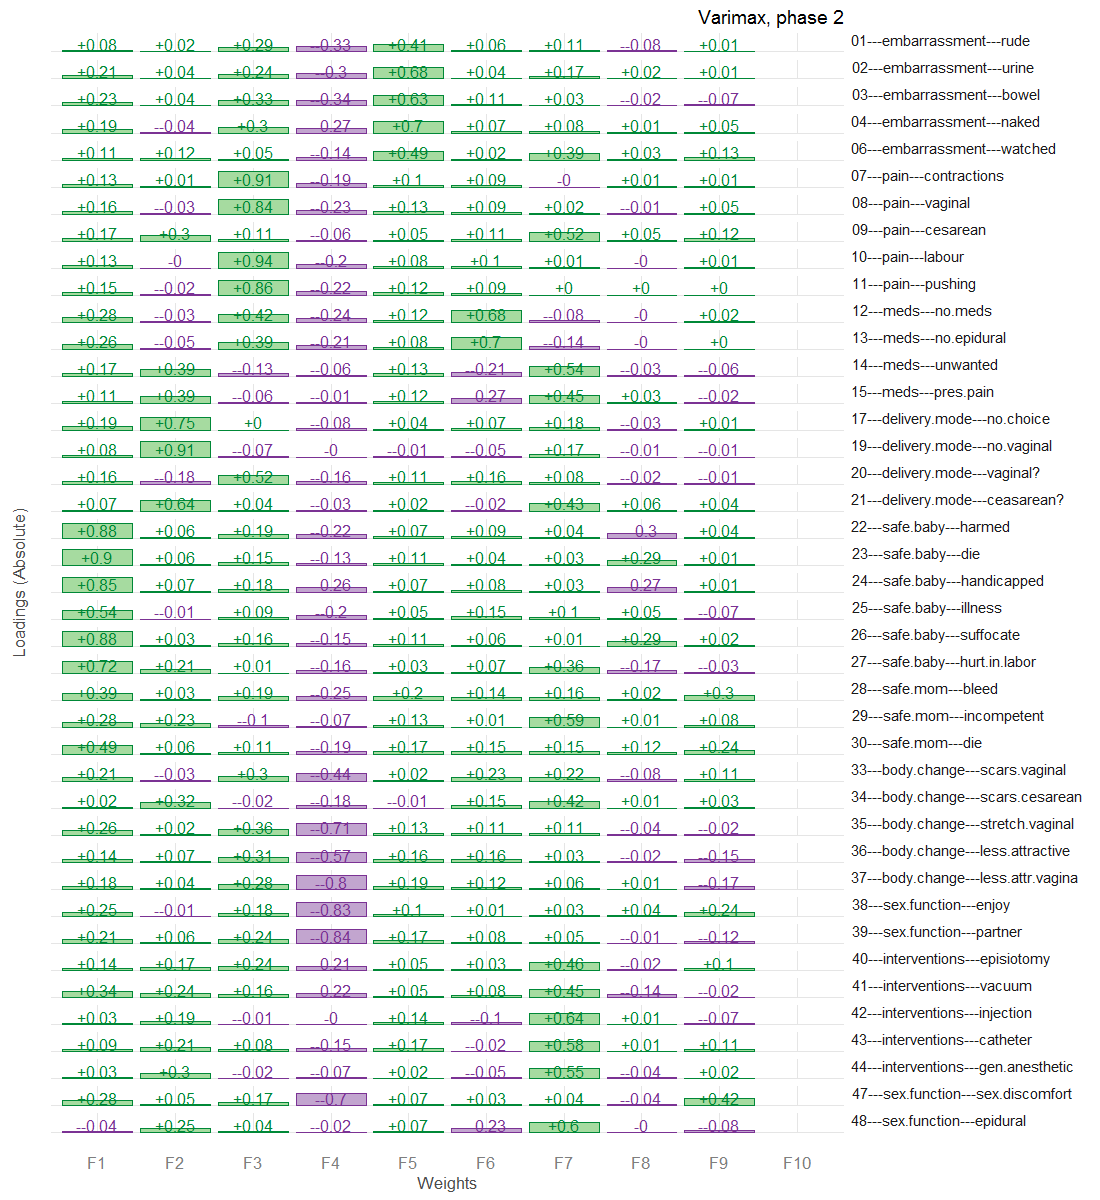 Varimax, phase 2
+0.08 +0.02 +0.29 --0.33 +0.41 +0.06 +0.11 --0.08 +0.01 01---embarrassment---rude
+0.21 +0.04 +0.24 --0.3 +0.68 +0.04 +0.17 +0.02 +0.01 02---embarrassment---urine
+0.23 +0.04 +0.33 --0.34 +0.63 +0.11 +0.03 --0.02 --0.07 03---embarrassment---bowel
+0.19 --0.04 +0.3 --0.27 +0.7 +0.07 +0.08 +0.01 +0.05 04---embarrassment---naked
+0.11 +0.12 +0.05 --0.14 +0.49 +0.02 +0.39 +0.03 +0.13 06---embarrassment---watched
+0.13 +0.01 +0.91 --0.19 +0.1 +0.09 -0 +0.01 +0.01 07---pain---contractions
+0.16 --0.03 +0.84 --0.23 +0.13 +0.09 +0.02 --0.01 +0.05 08---pain---vaginal
+0.17 +0.3 +0.11 --0.06 +0.05 +0.11 +0.52 +0.05 +0.12 09---pain---cesarean
+0.13 -0 +0.94 --0.2 +0.08 +0.1 +0.01 -0 +0.01 10---pain---labour
+0.15 --0.02 +0.86 --0.22 +0.12 +0.09 +0 +0 +0 11---pain---pushing
+0.28 --0.03 +0.42 --0.24 +0.12 +0.68 --0.08 -0 +0.02 12---meds---no.meds
+0.26 --0.05 +0.39 --0.21 +0.08 +0.7 --0.14 -0 +0 13---meds---no.epidural
+0.17 +0.39 --0.13 --0.06 +0.13 --0.21 +0.54 --0.03 --0.06 14---meds---unwanted
+0.11 +0.39 --0.06 --0.01 +0.12 --0.27 +0.45 +0.03 --0.02 15---meds---pres.pain
+0.19 +0.75 +0 --0.08 +0.04 +0.07 +0.18 --0.03 +0.01 17---delivery.mode---no.choice
+0.08 +0.91 --0.07 -0 --0.01 --0.05 +0.17 --0.01 --0.01 19---delivery.mode---no.vaginal
+0.16 --0.18 +0.52 --0.16 +0.11 +0.16 +0.08 --0.02 --0.01 20---delivery.mode---vaginal?
+0.07 +0.64 +0.04 --0.03 +0.02 --0.02 +0.43 +0.06 +0.04 21---delivery.mode---ceasarean?
+0.88 +0.06 +0.19 --0.22 +0.07 +0.09 +0.04 --0.3 +0.04 22---safe.baby---harmed
+0.9 +0.06 +0.15 --0.13 +0.11 +0.04 +0.03 +0.29 +0.01 23---safe.baby---die
+0.85 +0.07 +0.18 --0.26 +0.07 +0.08 +0.03 --0.27 +0.01 24---safe.baby---handicapped
+0.54 --0.01 +0.09 --0.2 +0.05 +0.15 +0.1 +0.05 --0.07 25---safe.baby---illness
+0.88 +0.03 +0.16 --0.15 +0.11 +0.06 +0.01 +0.29 +0.02 26---safe.baby---suffocate
+0.72 +0.21 +0.01 --0.16 +0.03 +0.07 +0.36 --0.17 --0.03 27---safe.baby---hurt.in.labor
+0.39 +0.03 +0.19 --0.25 +0.2 +0.14 +0.16 +0.02 +0.3 28---safe.mom---bleed
+0.28 +0.23 --0.1 --0.07 +0.13 +0.01 +0.59 +0.01 +0.08 29---safe.mom---incompetent
+0.49 +0.06 +0.11 --0.19 +0.17 +0.15 +0.15 +0.12 +0.24 30---safe.mom---die
+0.21 --0.03 +0.3 --0.44 +0.02 +0.23 +0.22 --0.08 +0.11 33---body.change---scars.vaginal
+0.02 +0.32 --0.02 --0.18 --0.01 +0.15 +0.42 +0.01 +0.03 34---body.change---scars.cesarean
+0.26 +0.02 +0.36 --0.71 +0.13 +0.11 +0.11 --0.04 --0.02 35---body.change---stretch.vaginal
+0.14 +0.07 +0.31 --0.57 +0.16 +0.16 +0.03 --0.02 --0.15 36---body.change---less.attractive
+0.18 +0.04 +0.28 --0.8 +0.19 +0.12 +0.06 +0.01 --0.17 37---body.change---less.attr.vagina
+0.25 --0.01 +0.18 --0.83 +0.1 +0.01 +0.03 +0.04 +0.24 38---sex.function---enjoy
+0.21 +0.06 +0.24 --0.84 +0.17 +0.08 +0.05 --0.01 --0.12 39---sex.function---partner
+0.14 +0.17 +0.24 --0.21 +0.05 +0.03 +0.46 --0.02 +0.1 40---interventions---episiotomy
+0.34 +0.24 +0.16 --0.22 +0.05 +0.08 +0.45 --0.14 --0.02 41---interventions---vacuum
+0.03 +0.19 --0.01 -0 +0.14 --0.1 +0.64 +0.01 --0.07 42---interventions---injection
+0.09 +0.21 +0.08 --0.15 +0.17 --0.02 +0.58 +0.01 +0.11 43---interventions---catheter
+0.03 +0.3 --0.02 --0.07 +0.02 --0.05 +0.55 --0.04 +0.02 44---interventions---gen.anesthetic
+0.28 +0.05 +0.17 --0.7 +0.07 +0.03 +0.04 --0.04 +0.42 47---sex.function---sex.discomfort
--0.04 +0.25 +0.04 --0.02 +0.07 --0.23 +0.6 -0 --0.08 48---sex.function---epidural
F1 F2 F3 F4 F5 F6 F7 F8 F9 F10
Weights
Loadings (Absolute)